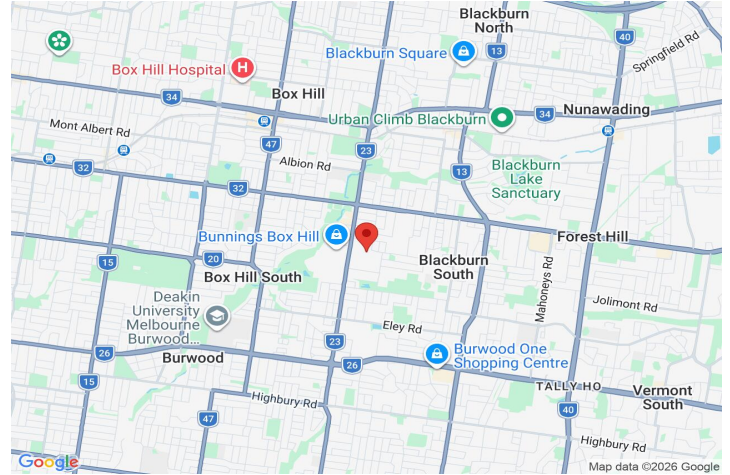 Blackburn
North
40
Springfield Rd
Blackburn Square
13
Box Hill Hospital
H
34
Box Hill
Urban Climb Blackburn
34
Nunawading
Mont Albert Rd
47
23
32
Albion Rd
13
Blackburn
Lake
Sanctuary
32
Bunnings Box Hill
Forest Hill
15
20
Box Hill South
Blackburn
South
Mahoneys Rd
Jolimont Rd
Deakin
University
Melbourne
Burwood...
Eley Rd
26
Burwood
23
26
Burwood One
Shopping Centre
15
TALLY HO
Vermont
South
Highbury Rd
47
40
Highbury Rd
Google
Map data ©2026 Google